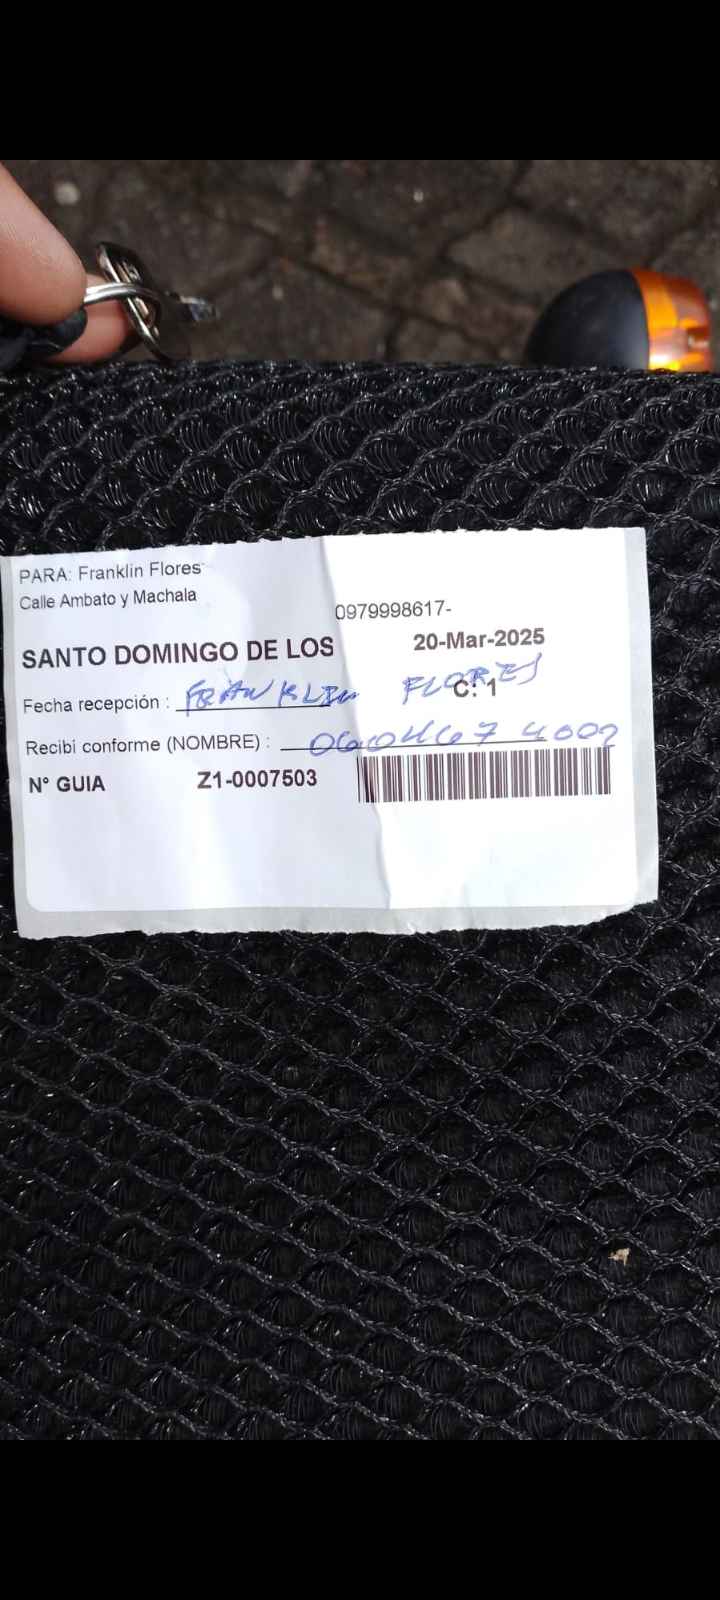 PARA: Franklin Flores
Calle Ambato y Machala
0979998617-
SANTO DOMINGO DE LOS
20-Mar-2025
Fecha recepción : FRANKLIN FLORES
C: 1
Recibi conforme (NOMBRE) :
N° GUIA Z1-0007503